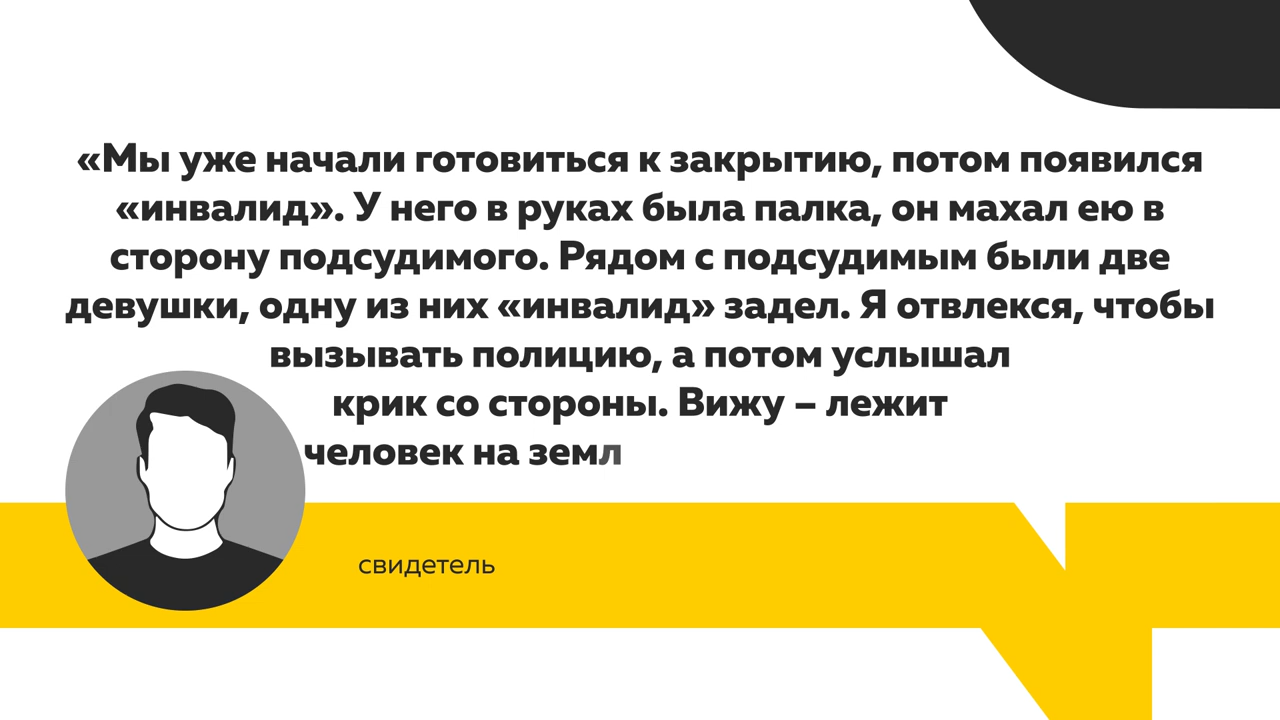 «Мы уже начали готовиться к закрытию, потом появился
«инвалид». У него в руках была палка, он махал ею в
сторону подсудимого. Рядом с подсудимым были две
девушки, одну из них «инвалид» задел. Я отвлекся, чтобы
вызывать полицию, а потом услышал
крик со стороны. Вижу – лежит
человек на земл
свидетель